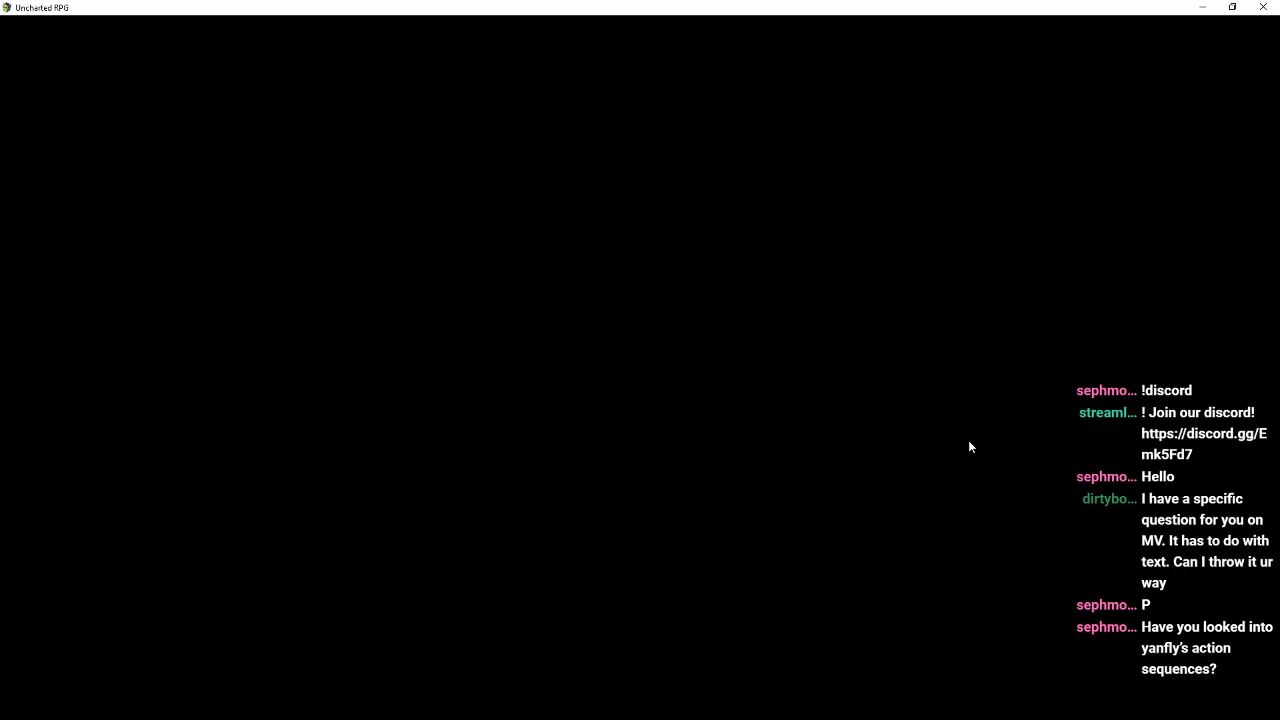 Uncharted RPG
sephmo... !discord
streaml... ! Join our discord!
https://discord.gg/E
mk5Fd7
sephmo... Hello
dirtybo... I have a specific
question for you on
MV. It has to do with
text. Can I throw it ur
way
sephmo... P
sephmo... Have you looked into
yanfly's action
sequences?